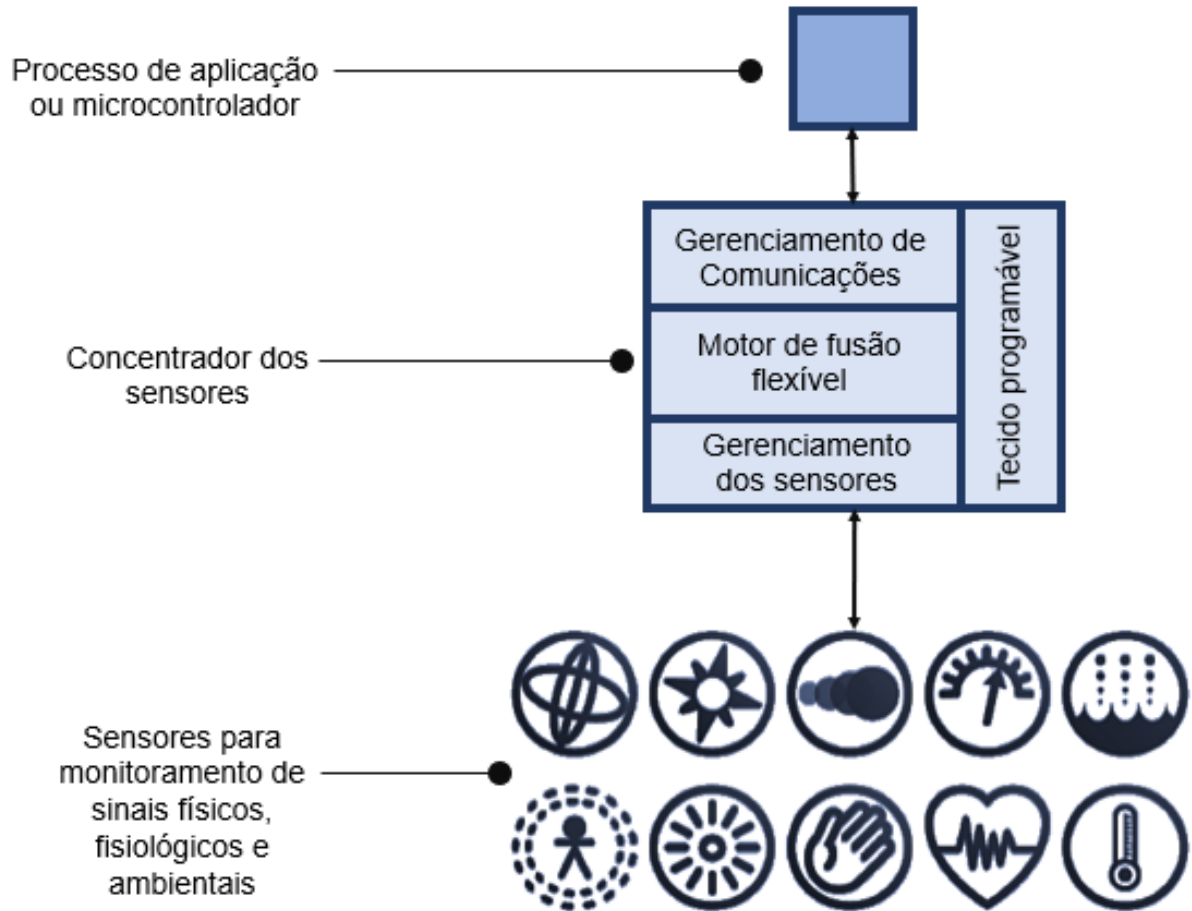 Processo de aplicação
ou microcontrolador
Gerenciamento de
Comunicações
Motor de fusão
flexível
Gerenciamento
dos sensores
Tecido programável
Concentrador dos
sensores
Sensores para
monitoramento de
sinais físicos,
fisiológicos e
ambientais